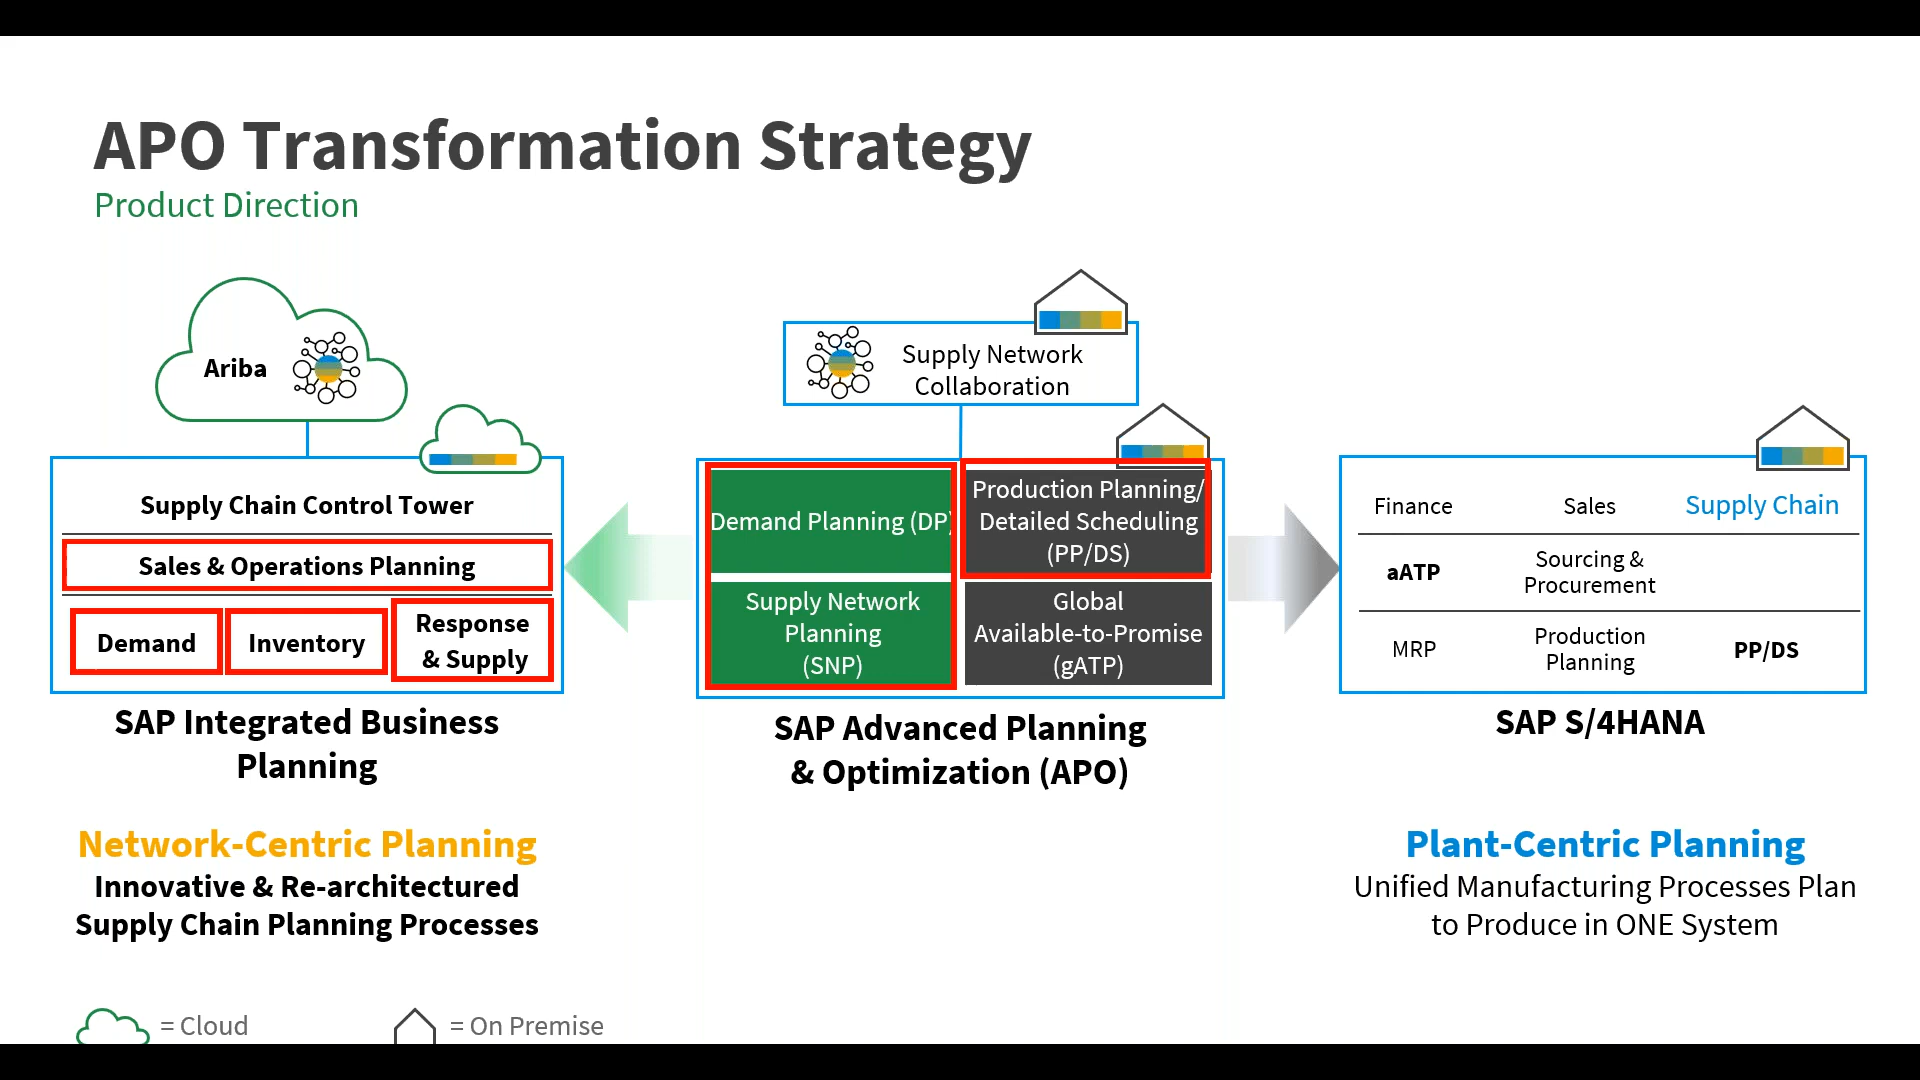 APO Transformation Strategy
Product Direction
Ariba
Supply Chain Control Tower
Sales & Operations Planning
Demand
Inventory
Response
& Supply
SAP Integrated Business
Planning
Network-Centric Planning
Innovative & Re-architectured
Supply Chain Planning Processes
Supply Network
Collaboration
Demand Planning (DP)
Production Planning/
Detailed Scheduling
(PP/DS)
Supply Network
Planning
(SNP)
Global
Available-to-Promise
(gATP)
SAP Advanced Planning
& Optimization (APO)
Finance
Sales
Supply Chain
aATP
Sourcing &
Procurement
MRP
Production
Planning
PP/DS
SAP S/4HANA
Plant-Centric Planning
Unified Manufacturing Processes Plan
to Produce in ONE System
= Cloud
= On Premise